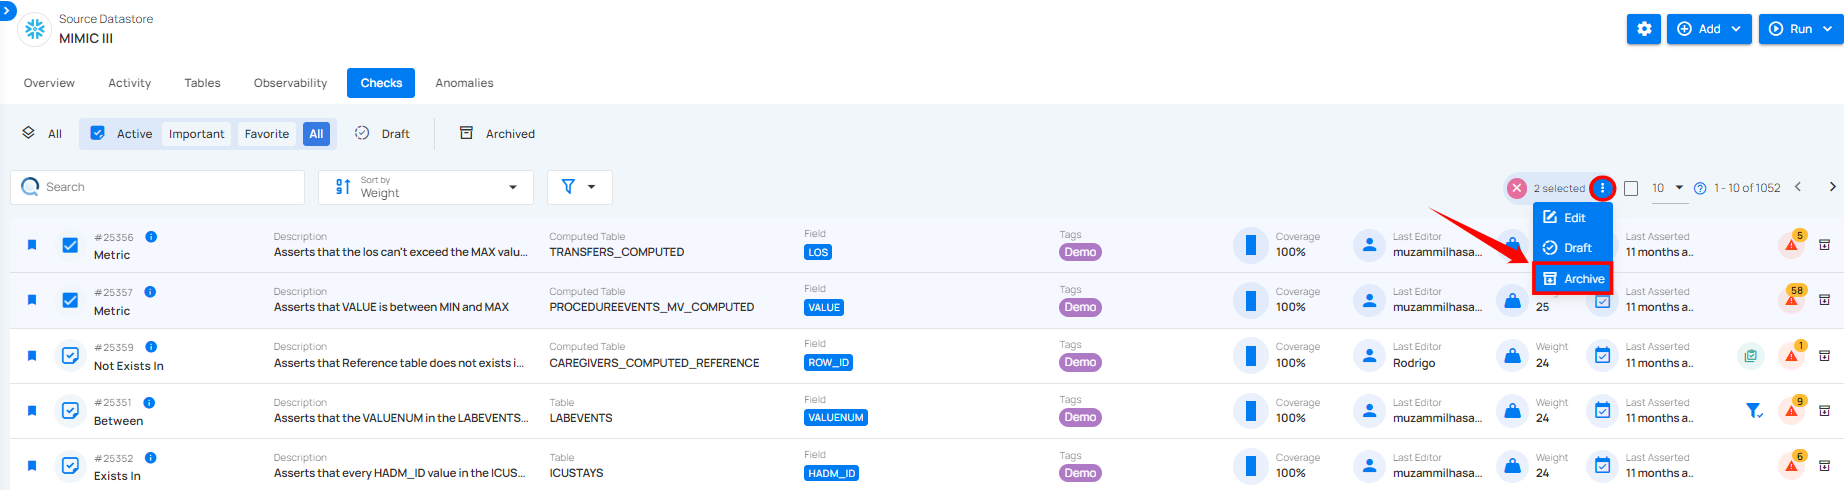 Source Datastore
MIMIC III
Add
Run
Overview Activity Tables Observability Checks Anomalies
All Active Important Favorite All Draft Archived
Search
Sort by
Weight
2 selected
10
1 - 10 of 1052
Edit
Draft
Archive
#25356
Metric
Description
Asserts that the los can't exceed the MAX valu...
Computed Table
TRANSFERS_COMPUTED
Field
LOS
Tags
Demo
Coverage
100%
Last Editor
muzammilhasa...
Last Asserted
11 months a..
5
#25357
Metric
Description
Asserts that VALUE is between MIN and MAX
Computed Table
PROCEDUREEVENTS_MV_COMPUTED
Field
VALUE
Tags
Demo
Coverage
100%
Last Editor
muzammilhasa...
25
Last Asserted
11 months a..
58
#25359
Not Exists In
Description
Asserts that Reference table does not exists i...
Computed Table
CAREGIVERS_COMPUTED_REFERENCE
Field
ROW_ID
Tags
Demo
Coverage
100%
Last Editor
Rodrigo
Weight
24
Last Asserted
11 months a..
1
#25351
Between
Description
Asserts that the VALUENUM in the LABEVENTS...
Table
LABEVENTS
Field
VALUENUM
Tags
Demo
Coverage
100%
Last Editor
muzammilhasa...
Weight
24
Last Asserted
11 months a..
9
#25352
Exists In
Description
Asserts that every HADM_ID value in the ICUS...
Table
ICUSTAYS
Field
HADM_ID
Tags
Demo
Coverage
100%
Last Editor
muzammilhasa...
Weight
24
Last Asserted
11 months a..
6